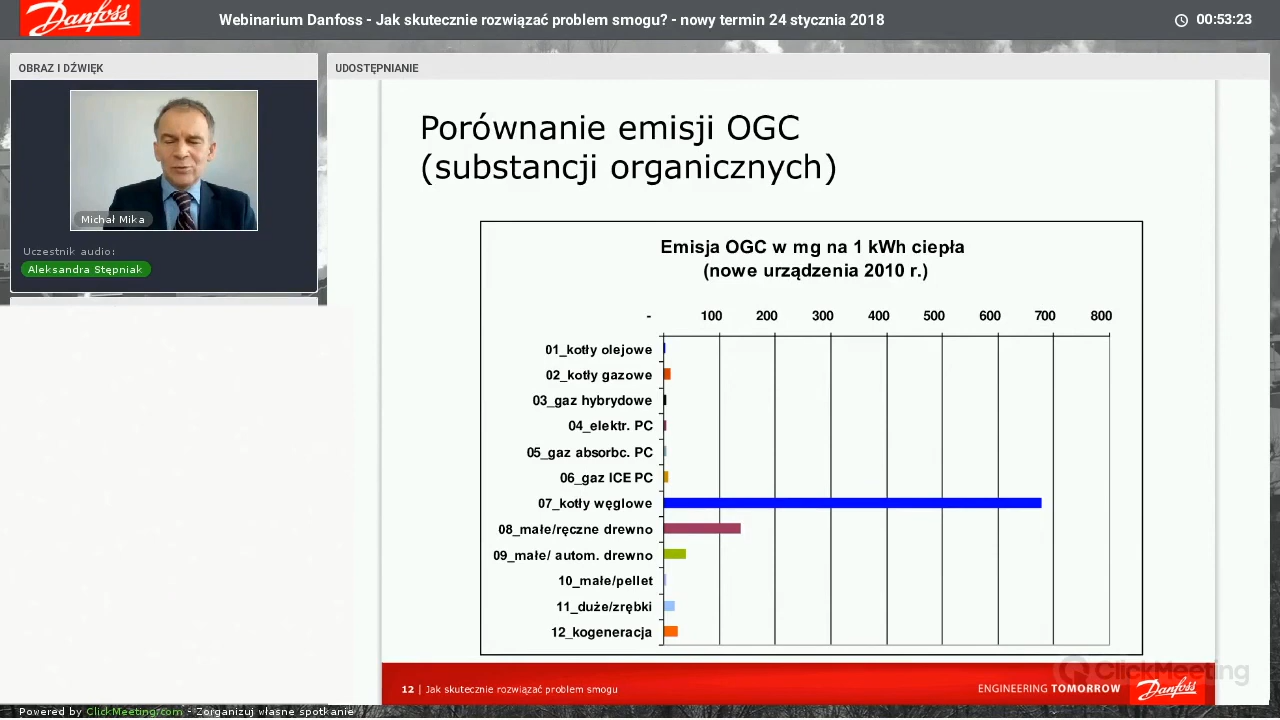 Danfoss
Webinarium Danfoss - Jak skutecznie rozwiązać problem smogu? - nowy termin 24 stycznia 2018
00:53:23
OBRAZ I DŹWIĘK
Michał Mika
Uczestnik audio:
Aleksandra Stępniak
UDOSTĘPNIANIE
Porównanie emisji OGC
(substancji organicznych)
Emisja OGC w mg na 1 kWh ciepła
(nowe urządzenia 2010 r.)
- 100 200 300 400 500 600 700 800
01_kotły olejowe
02_kotły gazowe
03_gaz hybrydowe
04_elektr. PC
05_gaz absorbc. PC
06_gaz ICE PC
07_kotły węglowe
08_małe/ręczne drewno
09_małe/ autom. drewno
10_małe/pellet
11_duże/zrębki
12_kogeneracja
12 | Jak skutecznie rozwiązać problem smogu
ENGINEERING TOMORROW
Danfoss
ClickMeeting
Powered by ClickMeeting.com - Zorganizuj własne spotkanie